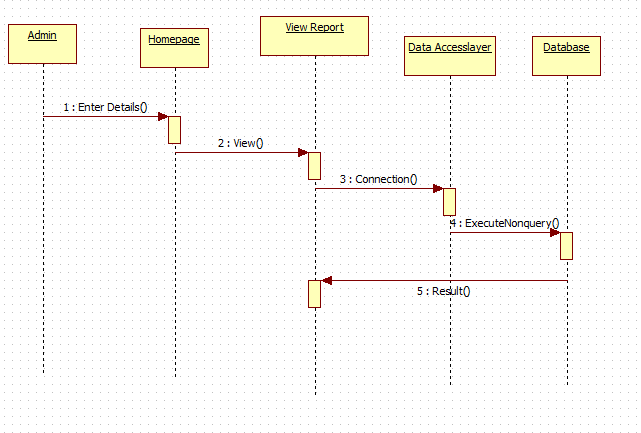 Admin
Homepage
View Report
Data Accesslayer
Database
1 : Enter Details()
2 : View()
3 : Connection()
4 : ExecuteNonquery()
5 : Result()